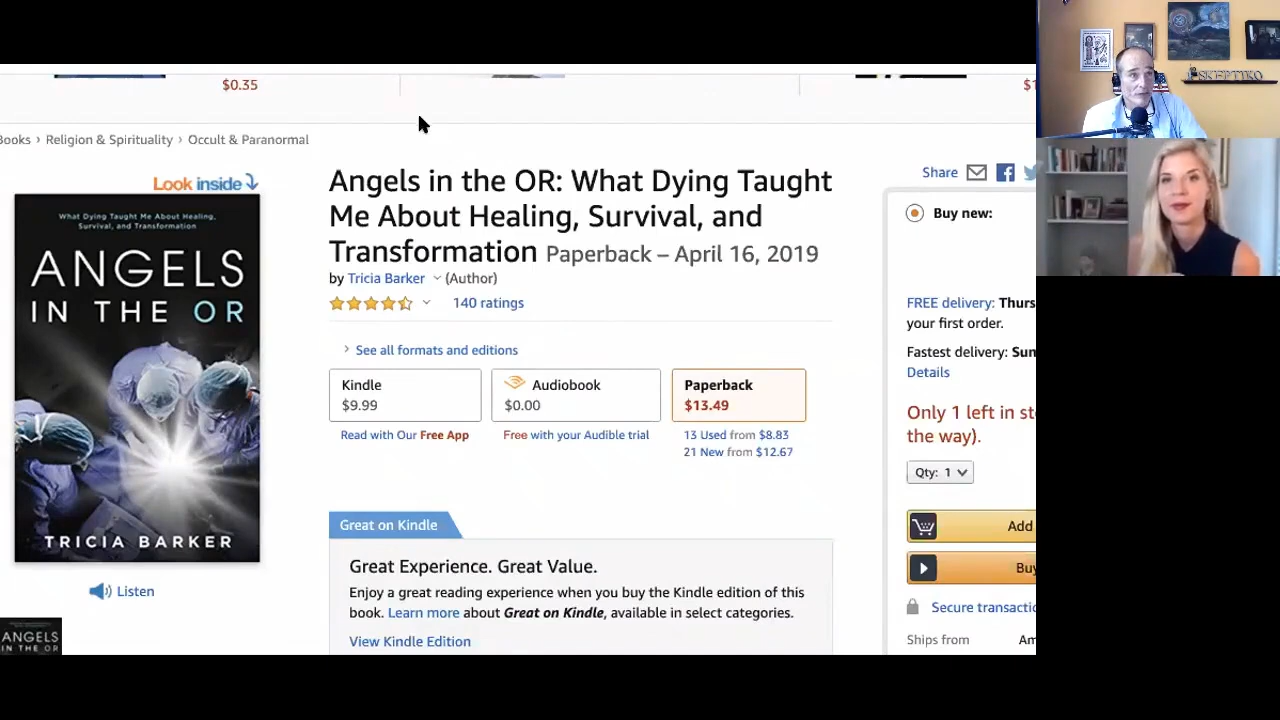 $0.35
$1
Books › Religion & Spirituality › Occult & Paranormal
Look inside
What Dying Taught Me About Healing,
Survival, and Transformation
ANGELS
IN THE OR
TRICIA BARKER
Listen
ANGELS
IN THE OR
Angels in the OR: What Dying Taught
Me About Healing, Survival, and
Transformation Paperback – April 16, 2019
by Tricia Barker (Author)
140 ratings
See all formats and editions
Kindle
$9.99
Read with Our Free App
Audiobook
$0.00
Free with your Audible trial
Paperback
$13.49
13 Used from $8.83
21 New from $12.67
Great on Kindle
Great Experience. Great Value.
Enjoy a great reading experience when you buy the Kindle edition of this
book. Learn more about Great on Kindle, available in select categories.
View Kindle Edition
Share
Buy new:
FREE delivery: Thurs
your first order.
Fastest delivery: Sun
Details
Only 1 left in st
the way).
Qty: 1
Add
Buy
Secure transactio
Ships from
Am
SKEPTIKO